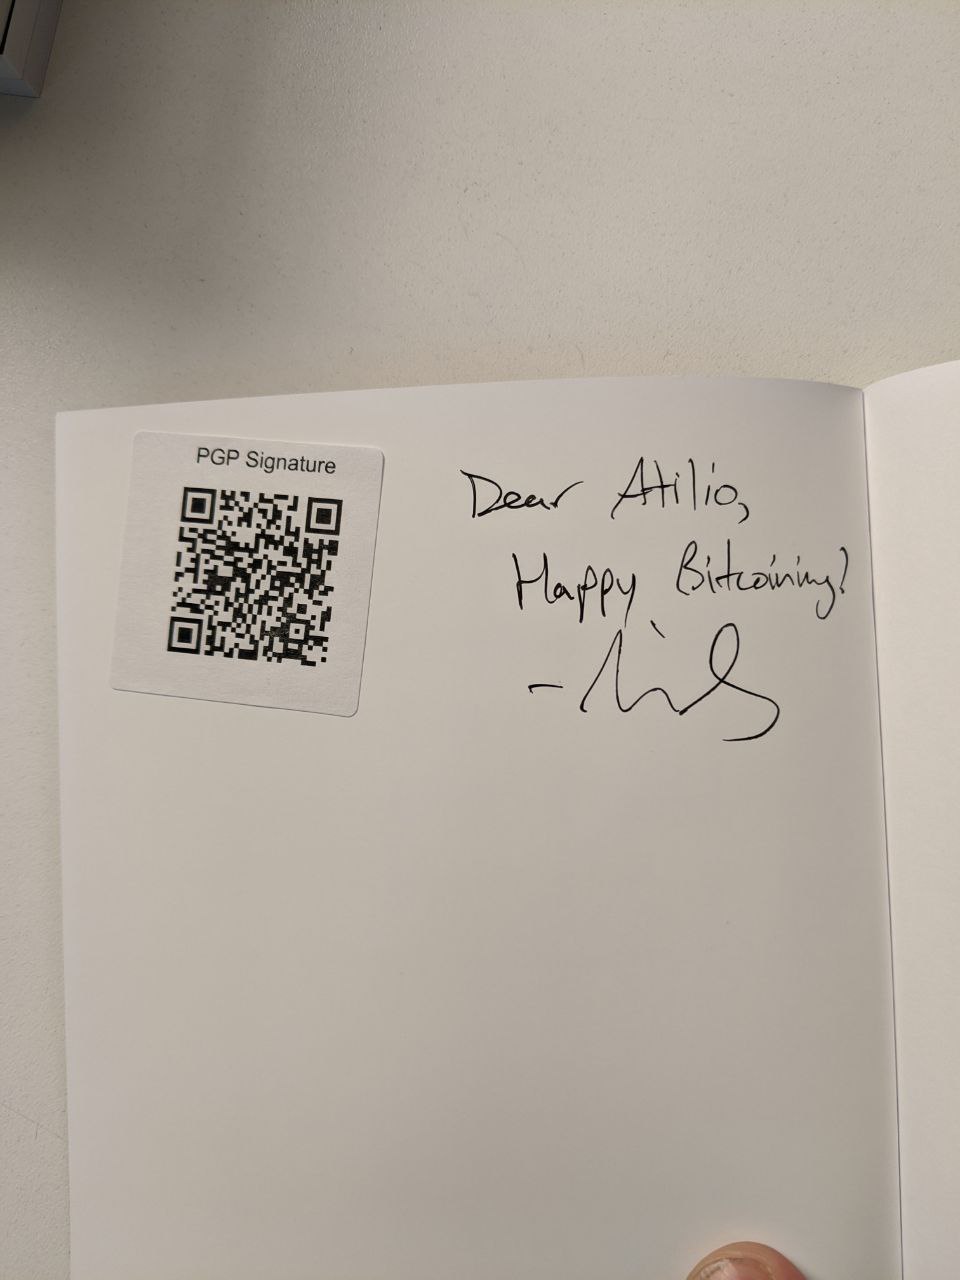 PGP Signature
Dear Atilio,
Happy Bitcoining!